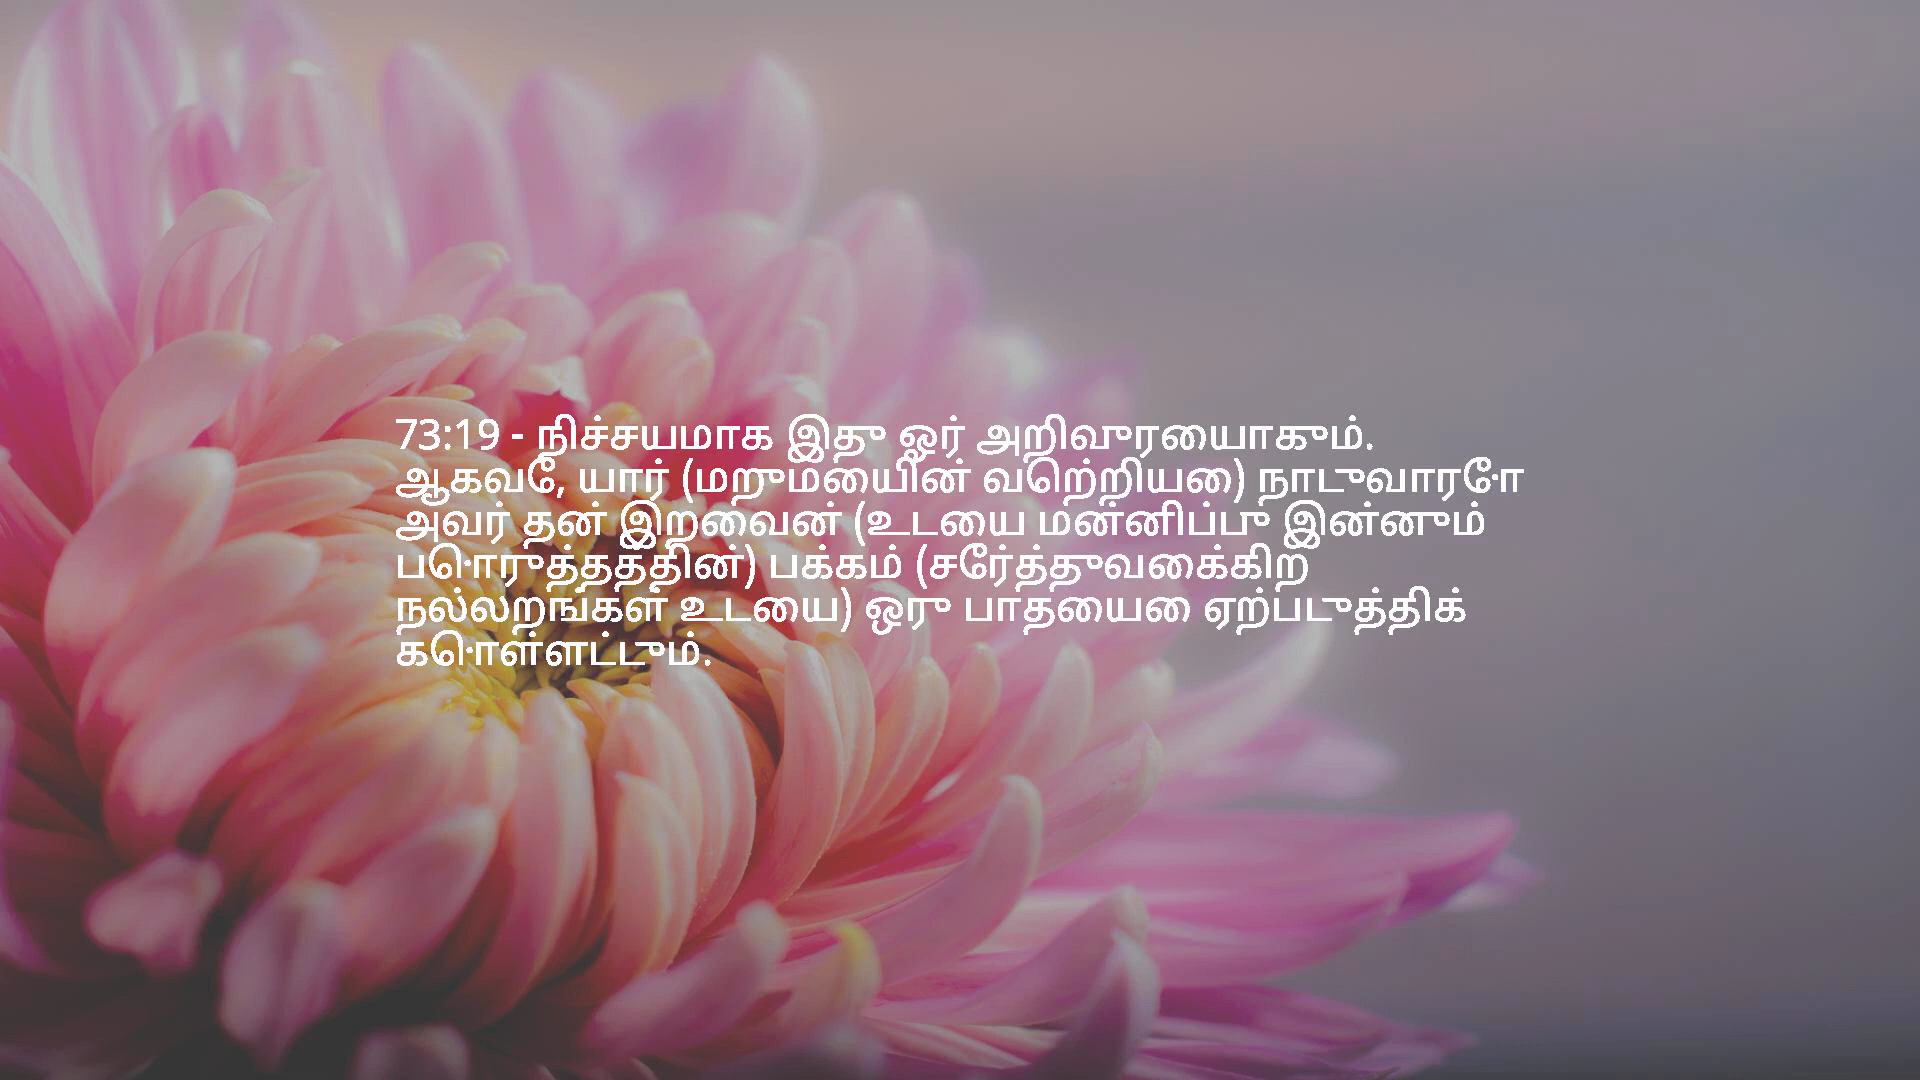 73:19 - நிச்சயமாக இது ஓர் அறிவுரையாகும்.
ஆகவே, யார் (மறுமையின் வெற்றியை) நாடுவாரோ
அவர் தன் இறைவன் (உடைய மன்னிப்பு இன்னும்
பொருத்தத்தின்) பக்கம் (சேர்த்துவைக்கிற
நல்லறங்கள் உடைய) ஒரு பாதையை ஏற்படுத்திக்
கொள்ளட்டும்.